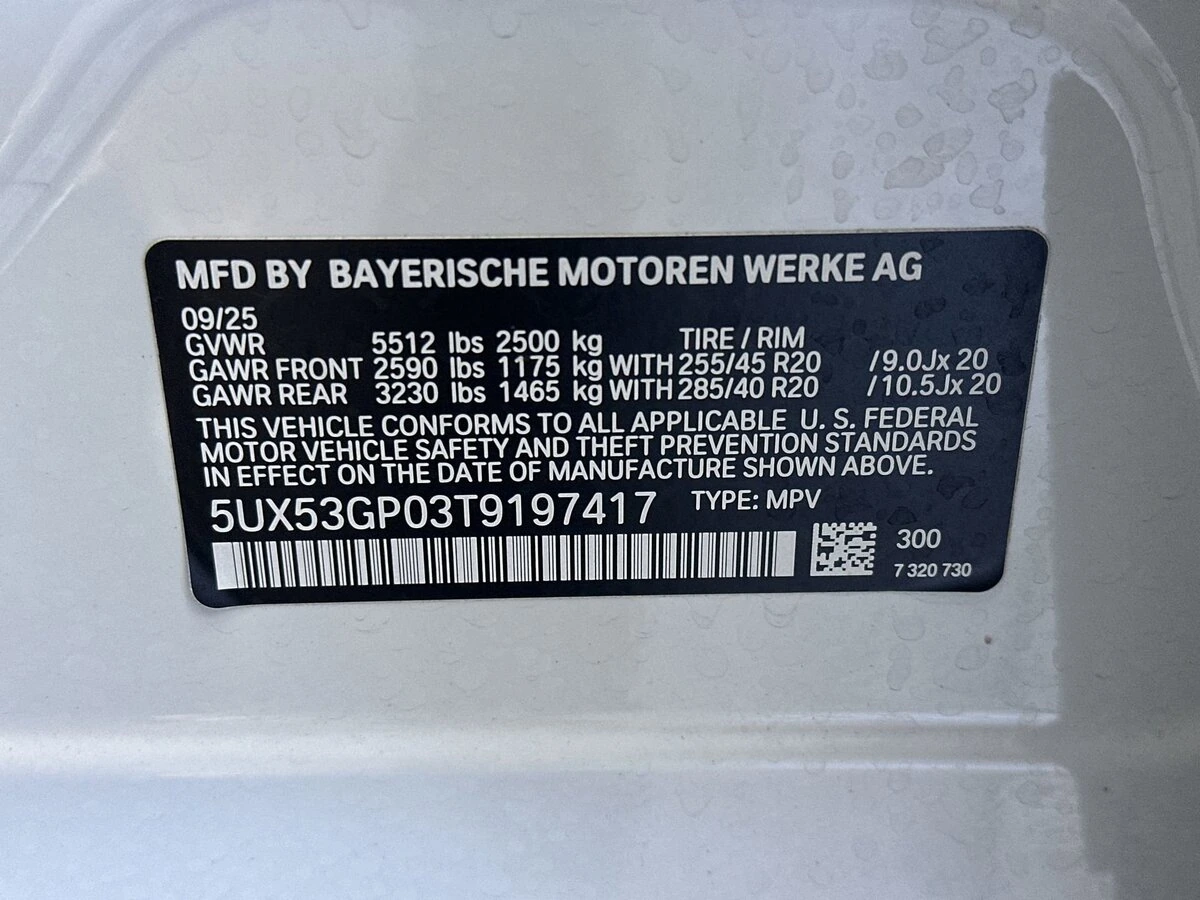 MFD BY BAYERISCHE MOTOREN WERKE AG
09/25
GVWR 5512 lbs 2500 kg TIRE / RIM
GAWR FRONT 2590 lbs 1175 kg WITH 255/45 R20 /9.0Jx 20
GAWR REAR 3230 lbs 1465 kg WITH 285/40 R20 /10.5Jx 20
THIS VEHICLE CONFORMS TO ALL APPLICABLE U. S. FEDERAL
MOTOR VEHICLE SAFETY AND THEFT PREVENTION STANDARDS
IN EFFECT ON THE DATE OF MANUFACTURE SHOWN ABOVE.
5UX53GP03T9197417 TYPE: MPV
300
7 320 730